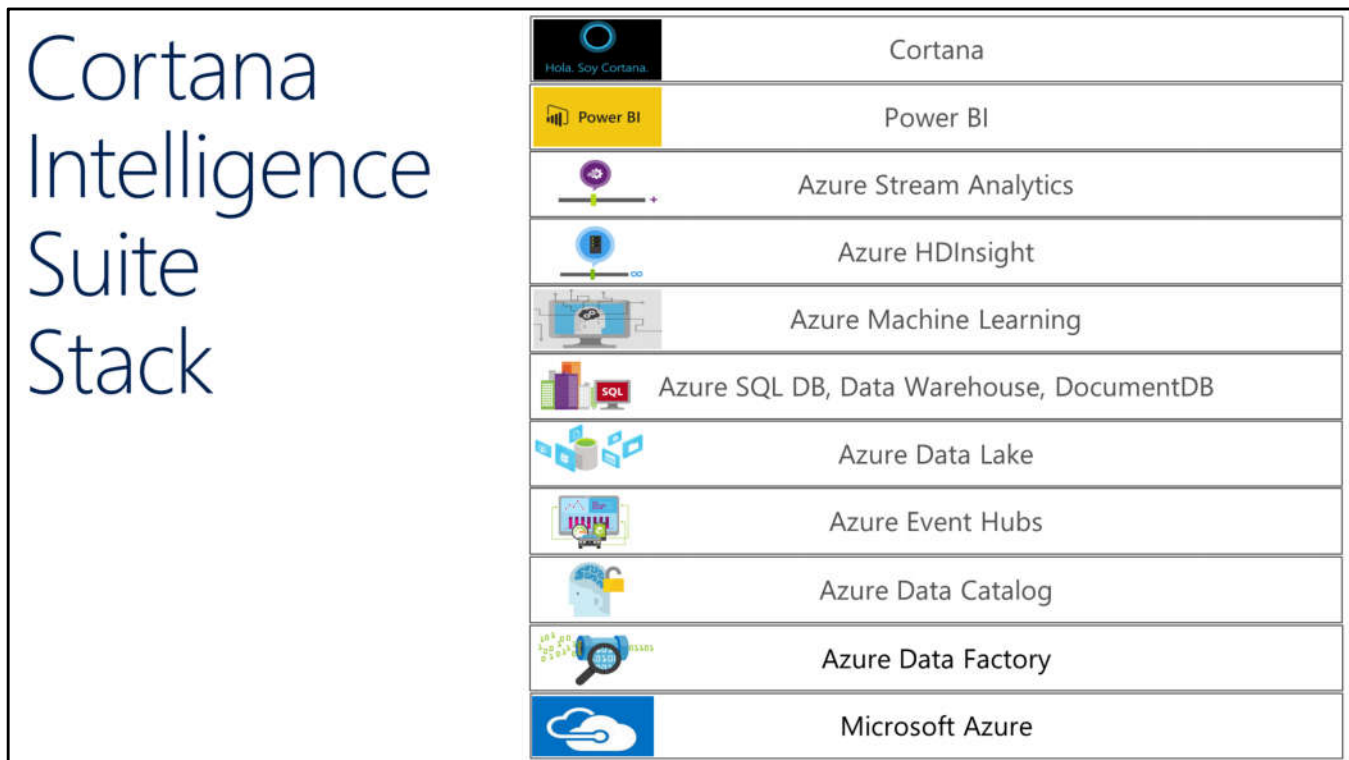 Cortana
Intelligence
Suite
Stack
Hola. Soy Cortana.
Cortana
Power BI
Power BI
Azure Stream Analytics
Azure HDInsight
Azure Machine Learning
SQL
Azure SQL DB, Data Warehouse, DocumentDB
Azure Data Lake
Azure Event Hubs
Azure Data Catalog
Azure Data Factory
Microsoft Azure